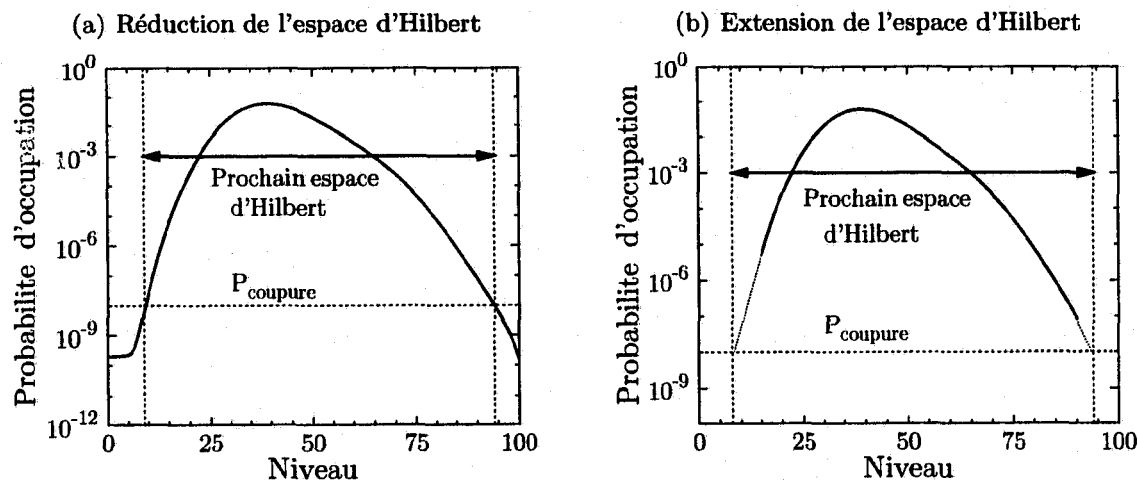 (a) Réduction de l'espace d'Hilbert
Probabilite d'occupation
10^0
10^-3
10^-6
10^-9
10^-12
Prochain espace
d'Hilbert
P_coupure
0 25 50 75 100
Niveau
(b) Extension de l'espace d'Hilbert
Probabilite d'occupation
10^0
10^-3
10^-6
10^-9
Prochain espace
d'Hilbert
P_coupure
0 25 50 75 100
Niveau